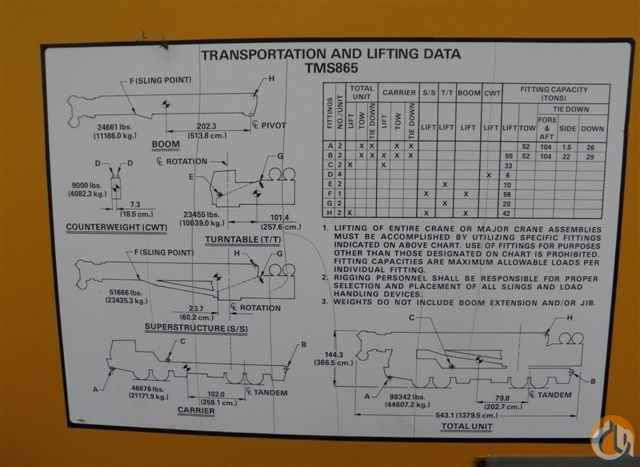 TRANSPORTATION AND LIFTING DATA
TMS865
F (SLING POINT)
H
24661 lbs.
(11186.0 kg.)
202.3
(513.8 cm.)
℄ PIVOT
BOOM
D D
9000 lbs.
(4082.3 kg.)
7.3
(18.5 cm.)
COUNTERWEIGHT (CWT)
℄ ROTATION
G
E
23455 lbs.
(10639.0 kg.)
101.4
(257.6 cm.)
TURNTABLE (T/T)
F (SLING POINT)
H
G
51666 lbs.
(23435.3 kg.)
23.7
(60.2 cm.)
℄ ROTATION
SUPERSTRUCTURE (S/S)
C
B
A
46676 lbs.
(21171.9 kg.)
102.0
(259.1 cm.)
℄ TANDEM
CARRIER
FITTINGS
NO./UNIT
TOTAL UNIT
CARRIER
S/S
T/T
BOOM
CWT
FITTING CAPACITY (TONS)
TIE DOWN
LIFT TOW TIE DOWN LIFT TOW TIE DOWN LIFT LIFT LIFT LIFT LIFT TOW FORE & AFT SIDE DOWN
A 2 X X X X 52 104 1.5 26
B 2 X X X X 55 52 104 22 29
C 2 X X 33
D 4 X 6
E 2 X 10
F 1 X X 58
G 2 X 20
H 2 X X X 42
1. LIFTING OF ENTIRE CRANE OR MAJOR CRANE ASSEMBLIES
MUST BE ACCOMPLISHED BY UTILIZING SPECIFIC FITTINGS
INDICATED ON ABOVE CHART. USE OF FITTINGS FOR PURPOSES
OTHER THAN THOSE DESIGNATED ON CHART IS PROHIBITED.
FITTING CAPACITIES ARE MAXIMUM ALLOWABLE LOADS PER
INDIVIDUAL FITTING.
2. RIGGING PERSONNEL SHALL BE RESPONSIBLE FOR PROPER
SELECTION AND PLACEMENT OF ALL SLINGS AND LOAD
HANDLING DEVICES.
3. WEIGHTS DO NOT INCLUDE BOOM EXTENSION AND/OR JIB.
C
H
144.3
(366.5 cm.)
A
B
98342 lbs.
(44607.2 kg.)
79.8
(202.7 cm.)
℄ TANDEM
543.1 (1379.5 cm.)
TOTAL UNIT